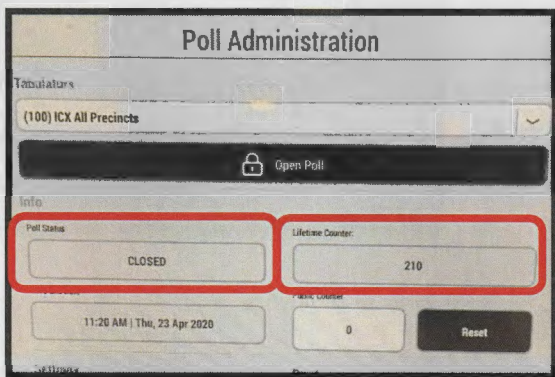 Poll Administration
Tabulators
(100) ICX All Precincts
Open Poll
Info
Poll Status
Lifetime Counter:
CLOSED
210
Public Counter
11:20 AM | Thu, 23 Apr 2020
0
Reset
Settings